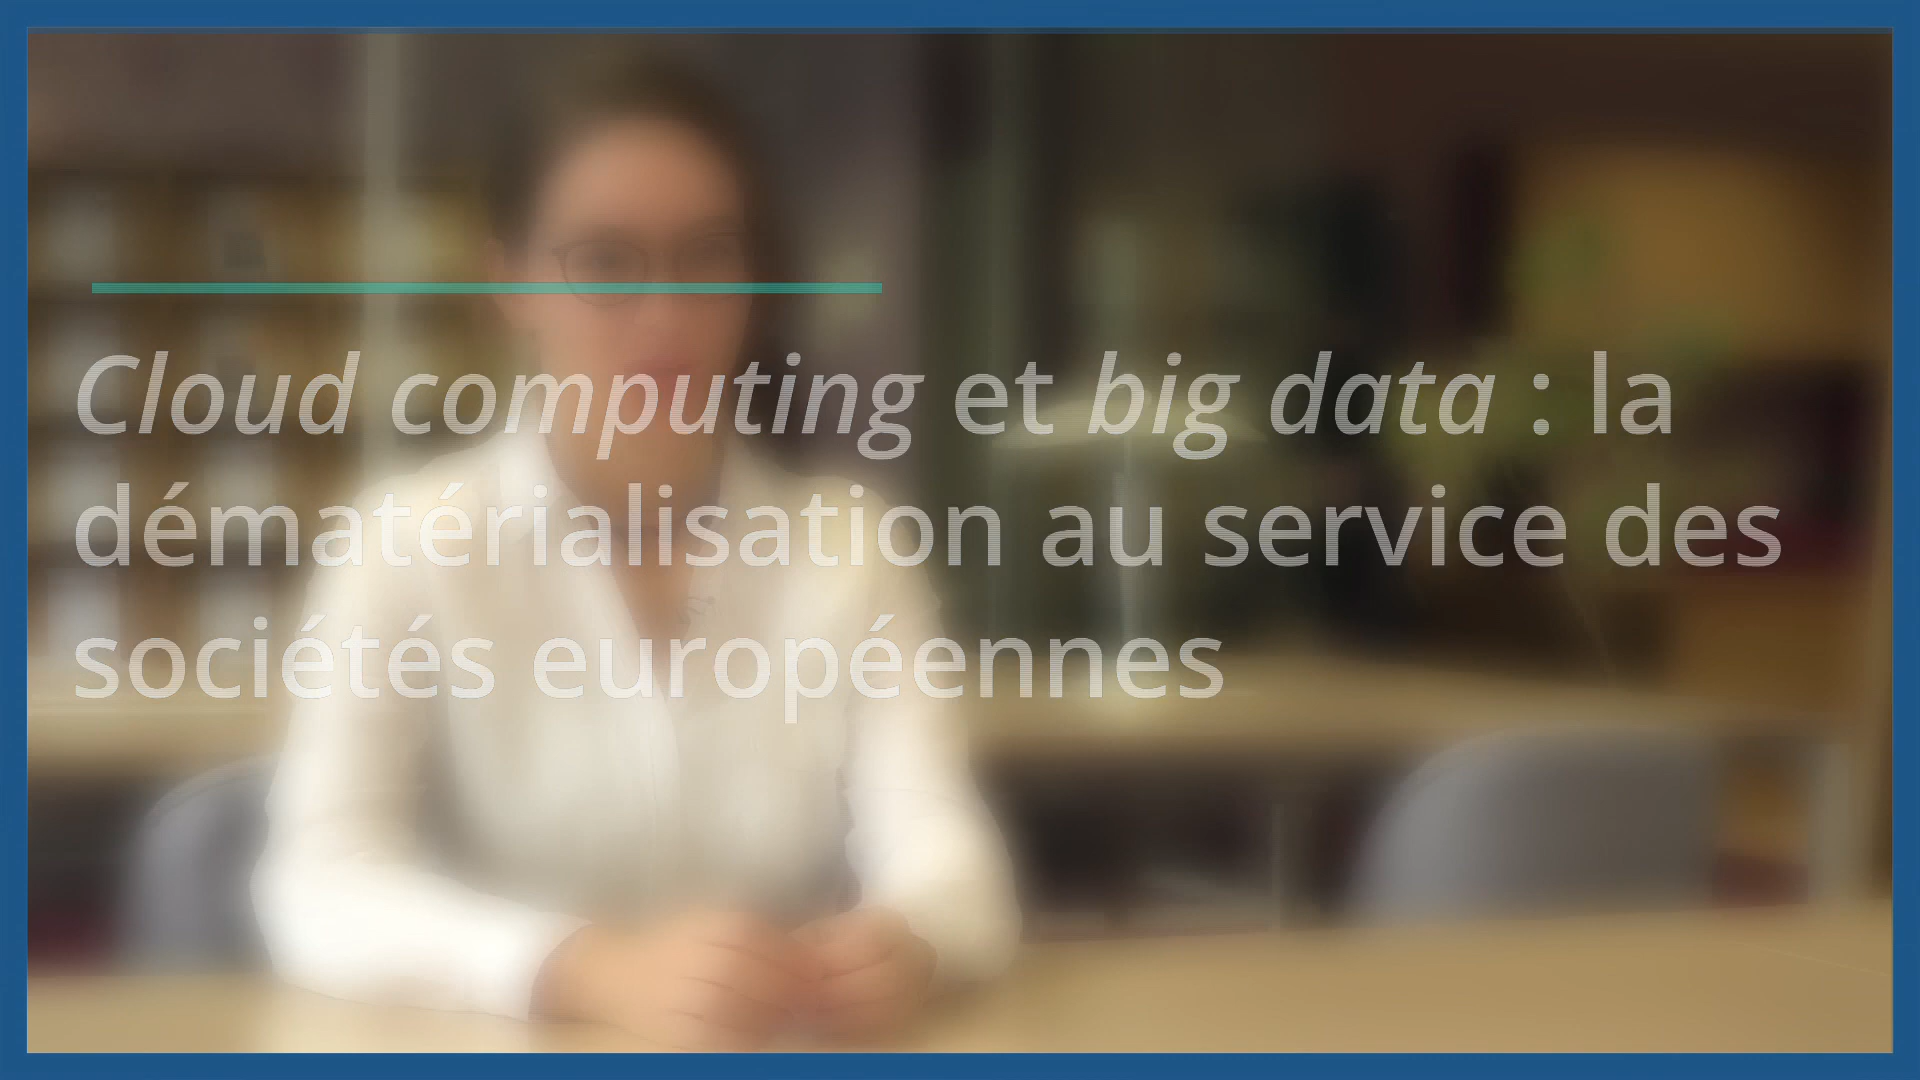 Cloud computing et big data : la
dématérialisation au service des
sociétés européennes